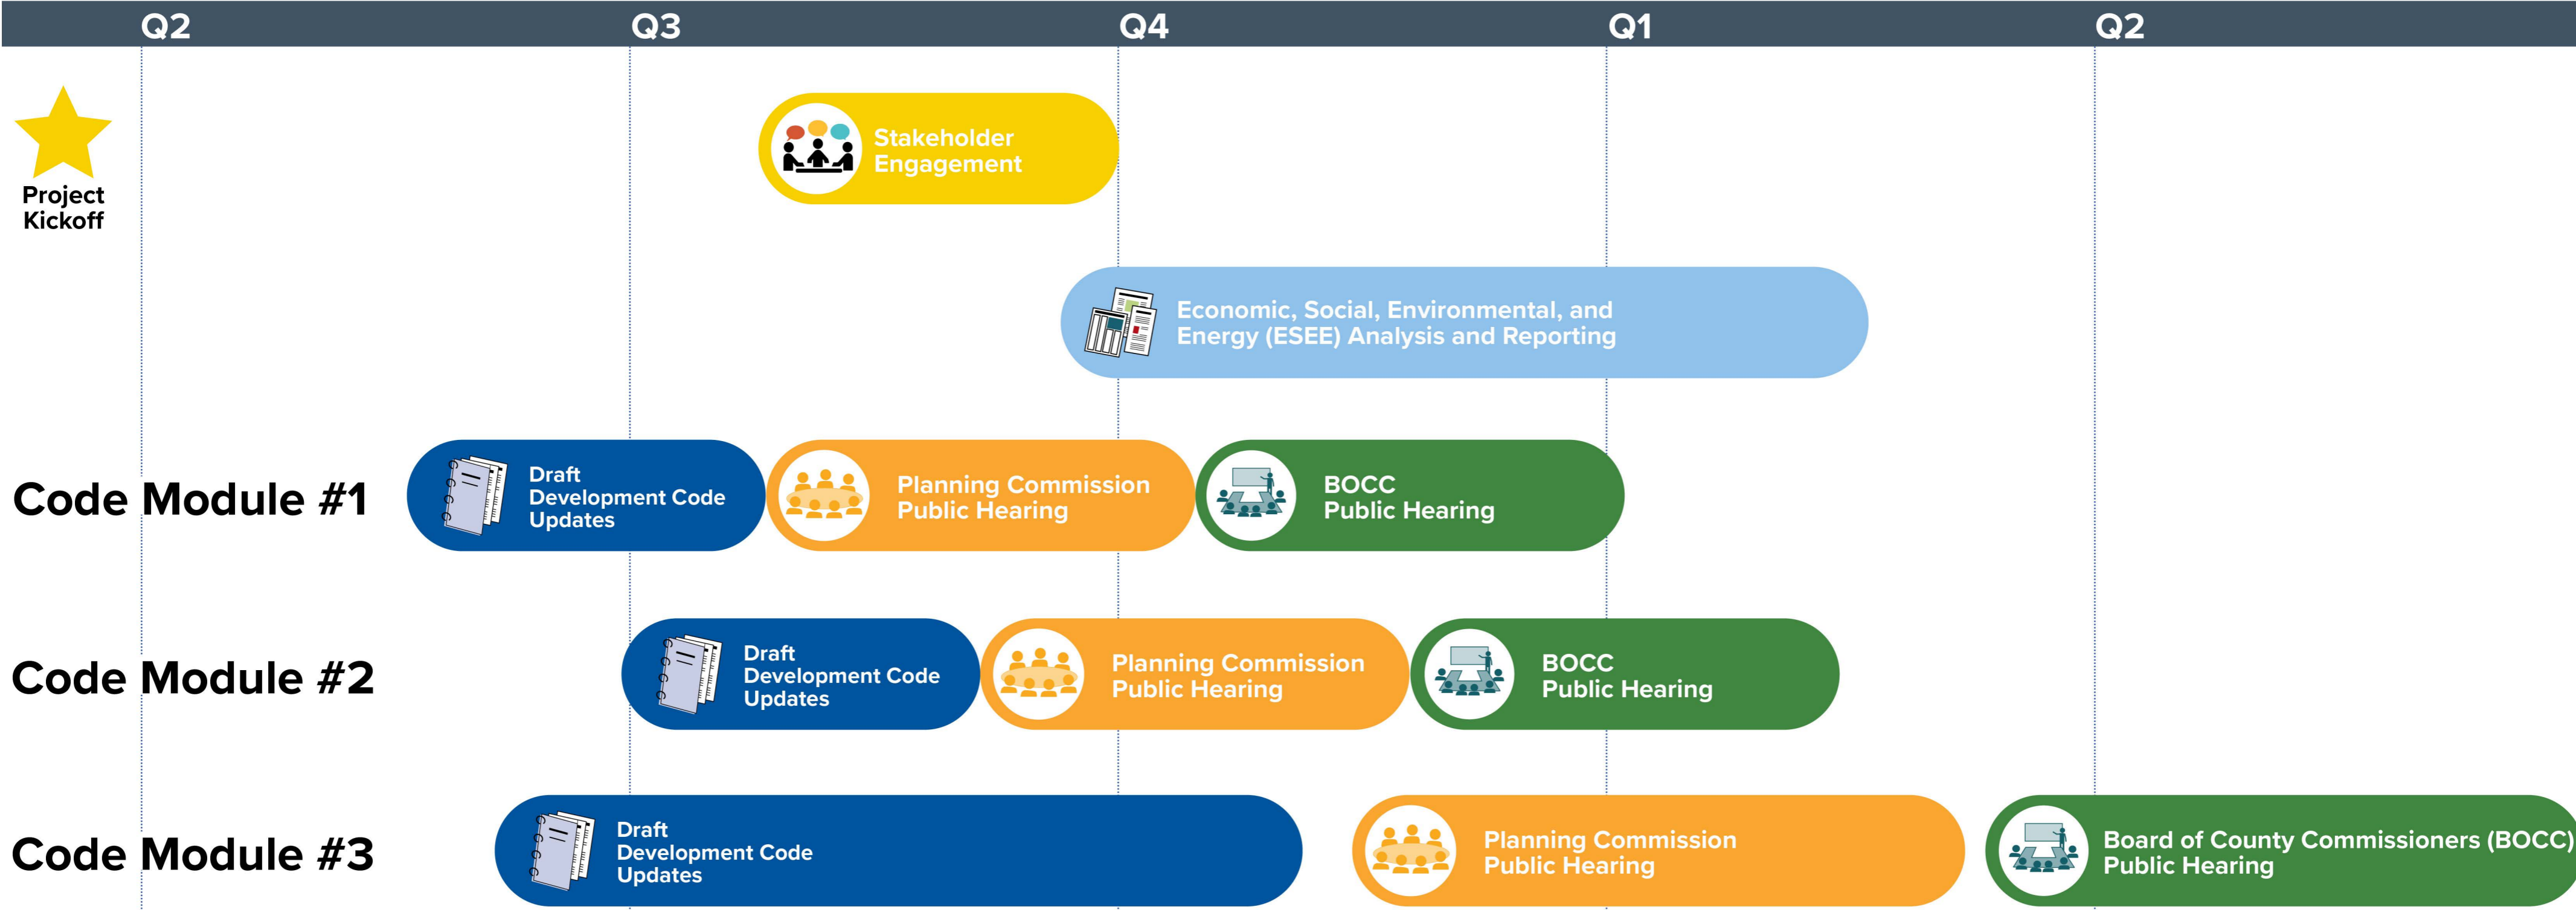 Q2 Q3 Q4 Q1 Q2
Project
Kickoff
Stakeholder
Engagement
Economic, Social, Environmental, and
Energy (ESEE) Analysis and Reporting
Code Module #1
Draft
Development Code
Updates
Planning Commission
Public Hearing
BOCC
Public Hearing
Code Module #2
Draft
Development Code
Updates
Planning Commission
Public Hearing
BOCC
Public Hearing
Code Module #3
Draft
Development Code
Updates
Planning Commission
Public Hearing
Board of County Commissioners (BOCC)
Public Hearing